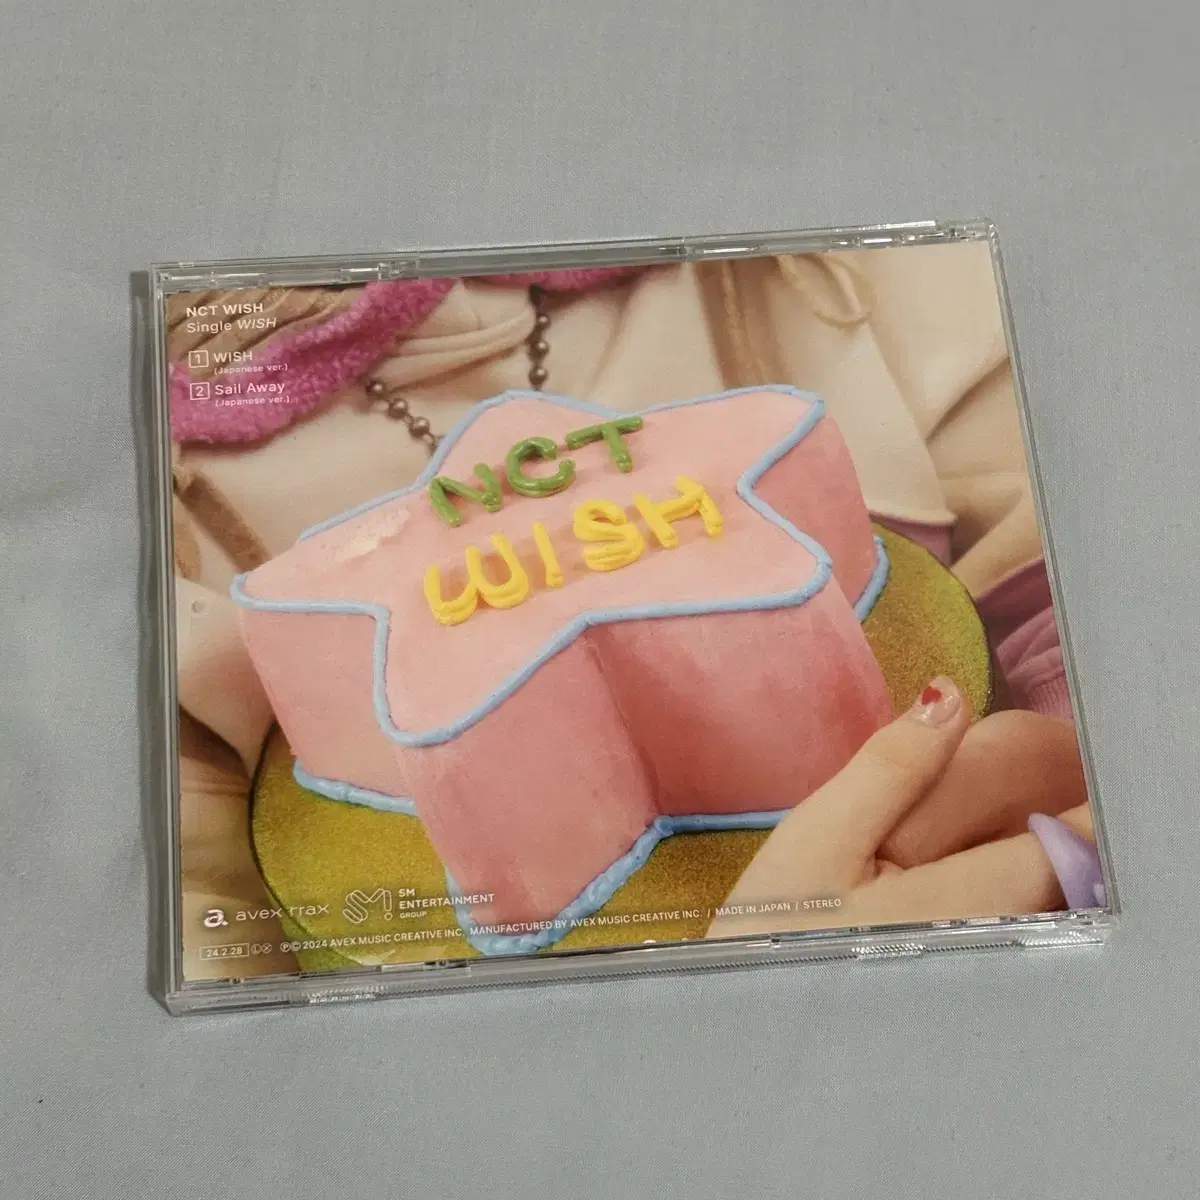 NCT WISH
Single WISH
1 WISH
(Japanese ver.)
2 Sail Away
(Japanese ver.)
NCT
WISH
a avex trax
SM
ENTERTAINMENT
GROUP
24.2.28 Ⓛ ℗©2024 AVEX MUSIC CREATIVE INC. MANUFACTURED BY AVEX MUSIC CREATIVE INC. / MADE IN JAPAN / STEREO